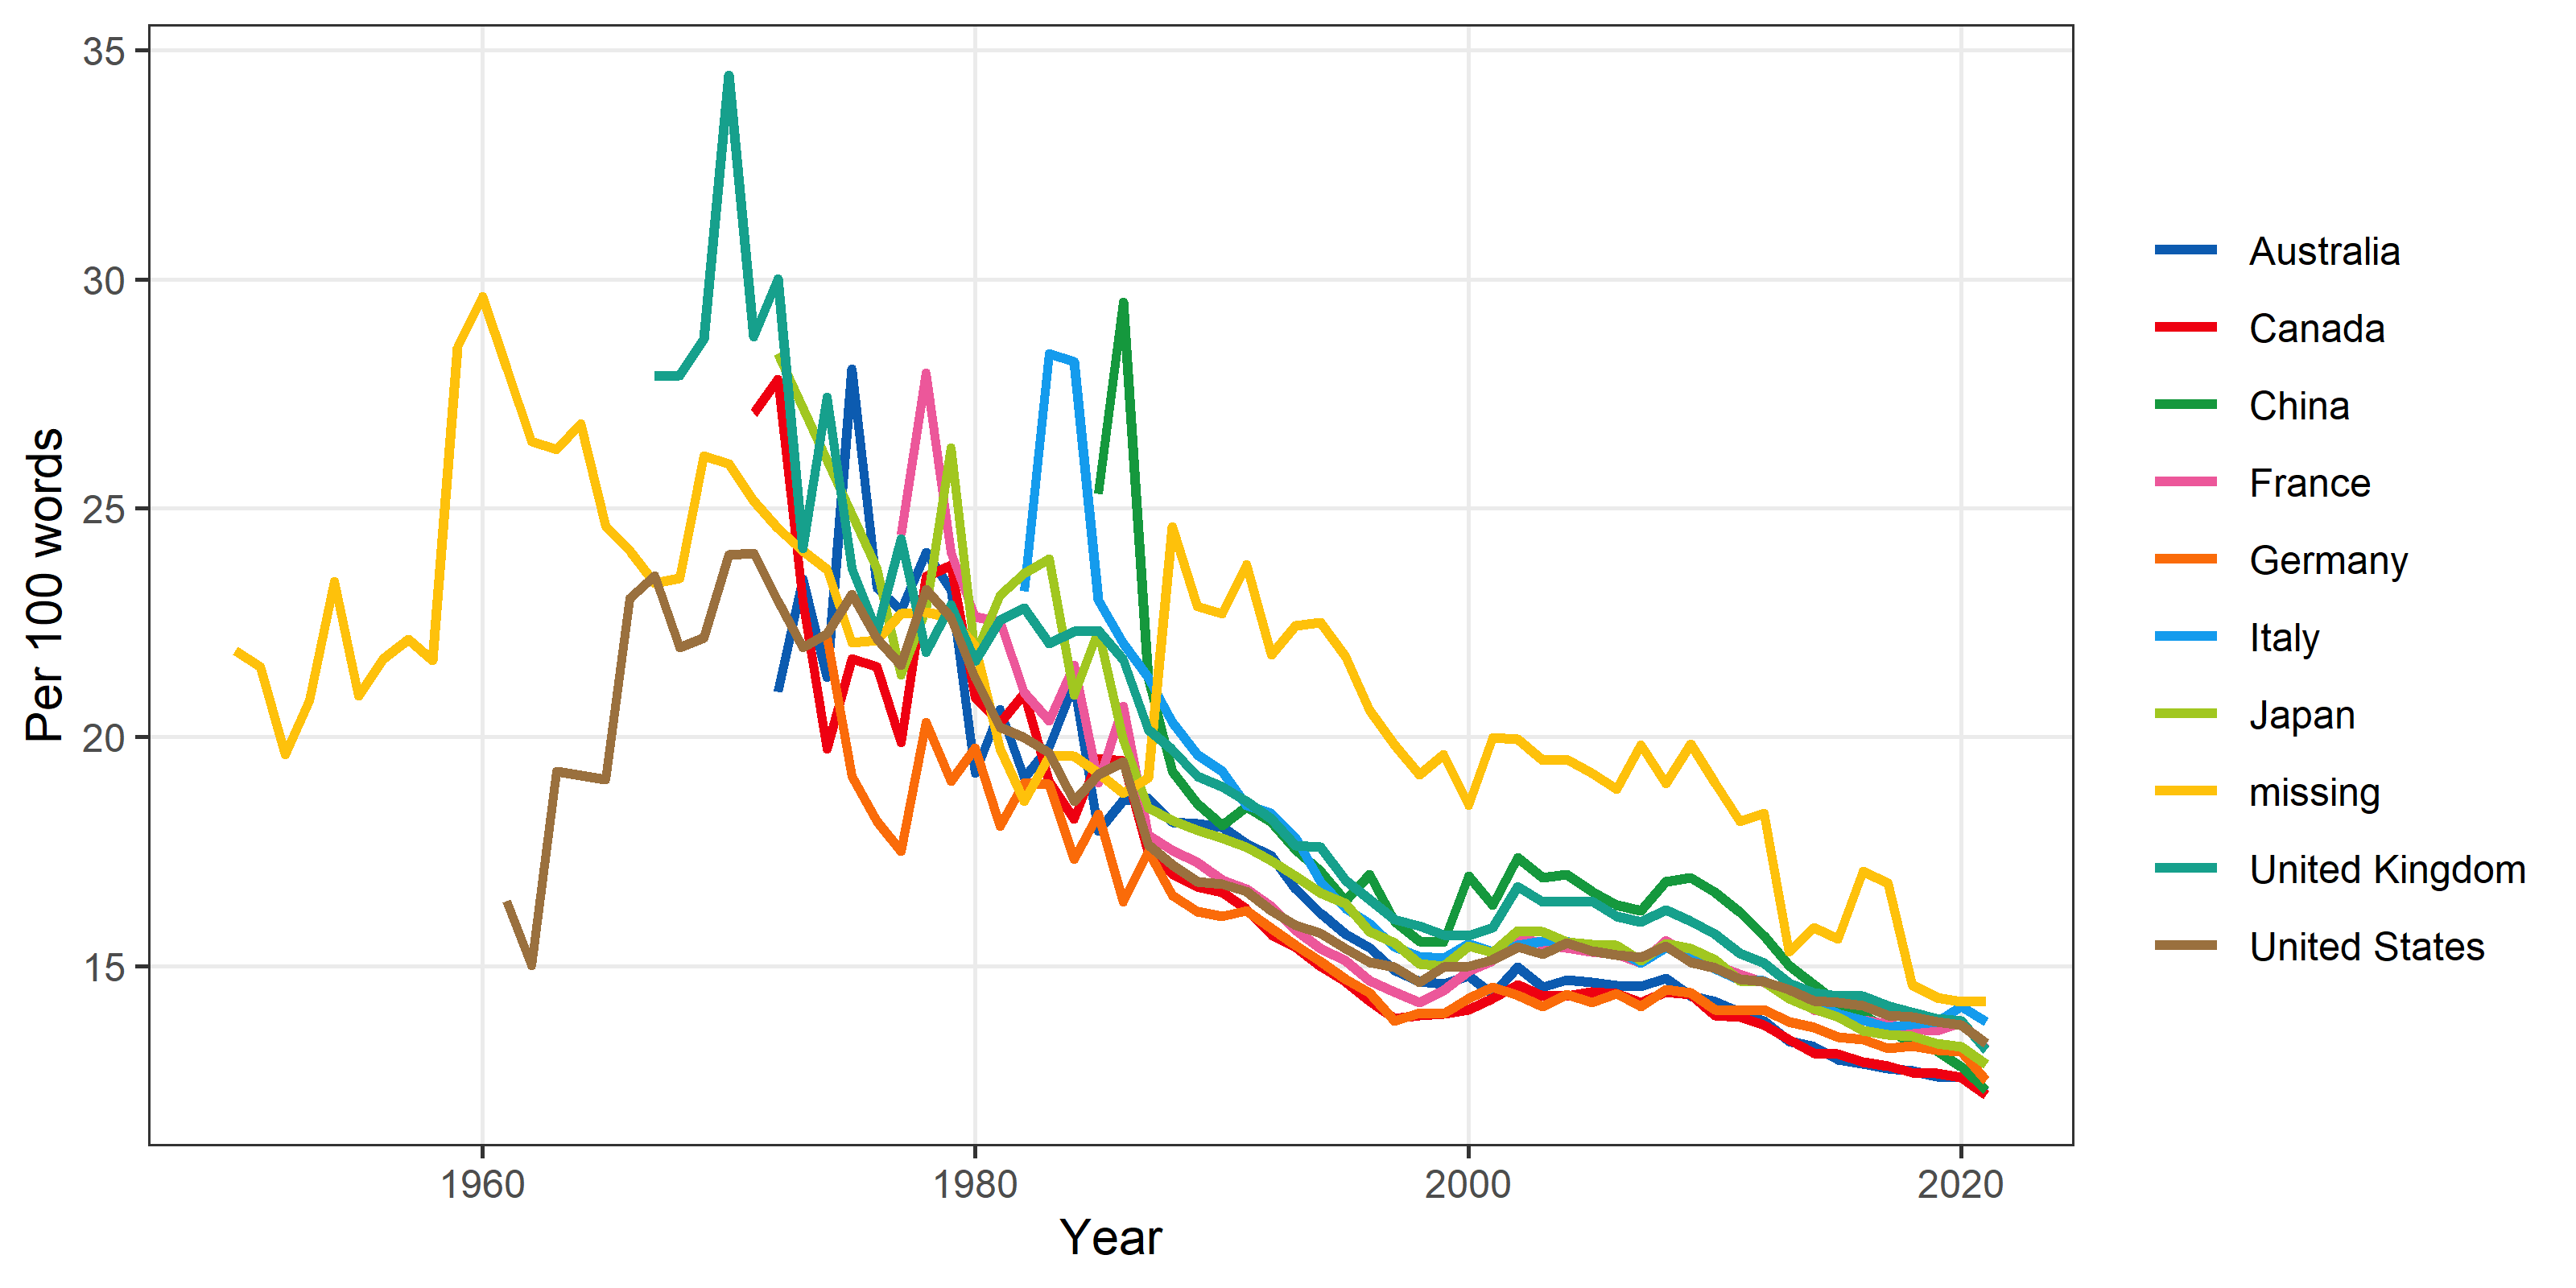 35
30
25
20
15
Per 100 words
1960
1980
2000
2020
Year
Australia
Canada
China
France
Germany
Italy
Japan
missing
United Kingdom
United States